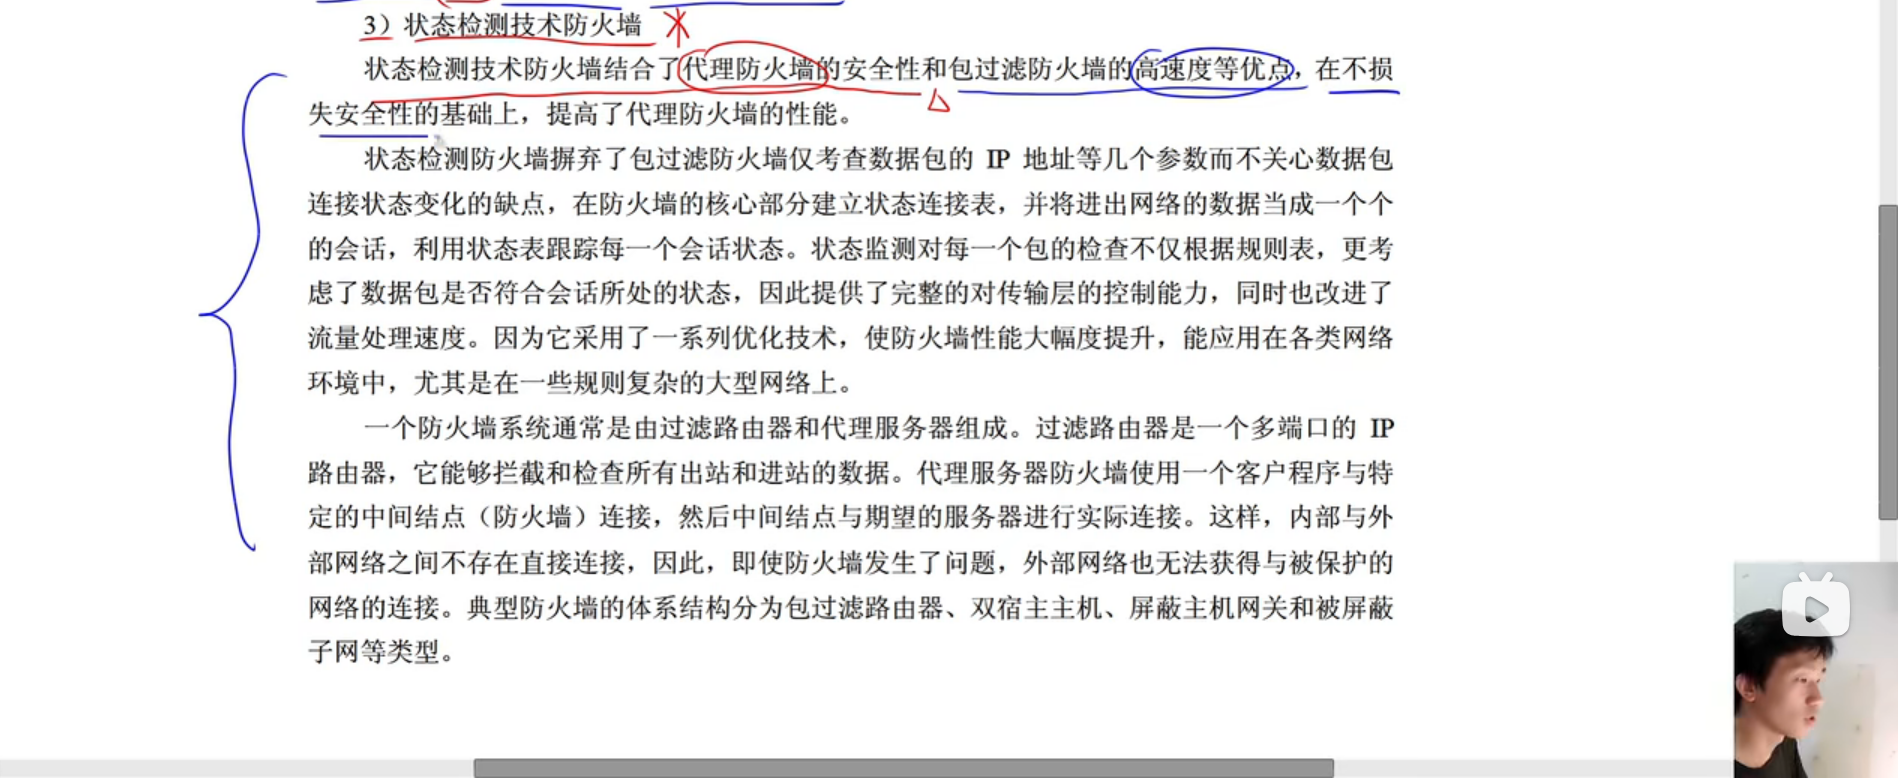 3）状态检测技术防火墙
状态检测技术防火墙结合了代理防火墙的安全性和包过滤防火墙的高速度等优点，在不损
失安全性的基础上，提高了代理防火墙的性能。
状态检测防火墙摒弃了包过滤防火墙仅考查数据包的 IP 地址等几个参数而不关心数据包
连接状态变化的缺点，在防火墙的核心部分建立状态连接表，并将进出网络的数据当成一个个
的会话，利用状态表跟踪每一个会话状态。状态监测对每一个包的检查不仅根据规则表，更考
虑了数据包是否符合会话所处的状态，因此提供了完整的对传输层的控制能力，同时也改进了
流量处理速度。因为它采用了一系列优化技术，使防火墙性能大幅度提升，能应用在各类网络
环境中，尤其是在一些规则复杂的大型网络上。
一个防火墙系统通常是由过滤路由器和代理服务器组成。过滤路由器是一个多端口的 IP
路由器，它能够拦截和检查所有出站和进站的数据。代理服务器防火墙使用一个客户程序与特
定的中间结点（防火墙）连接，然后中间结点与期望的服务器进行实际连接。这样，内部与外
部网络之间不存在直接连接，因此，即使防火墙发生了问题，外部网络也无法获得与被保护的
网络的连接。典型防火墙的体系结构分为包过滤路由器、双宿主主机、屏蔽主机网关和被屏蔽
子网等类型。